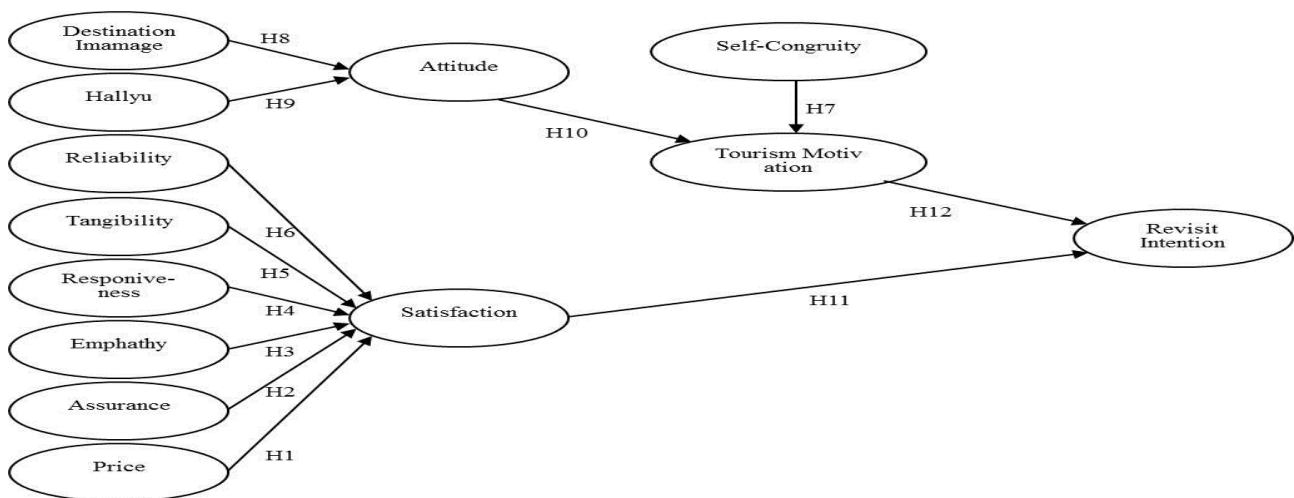 Destination
Imamage
H8
Hallyu
H9
Attitude
Self-Congruity
H7
H10
Tourism Motiv
ation
H12
Revisit
Intention
Reliability
H6
Tangibility
H5
Responive-
ness
H4
Satisfaction
H11
Emphathy
H3
Assurance
H2
Price
H1